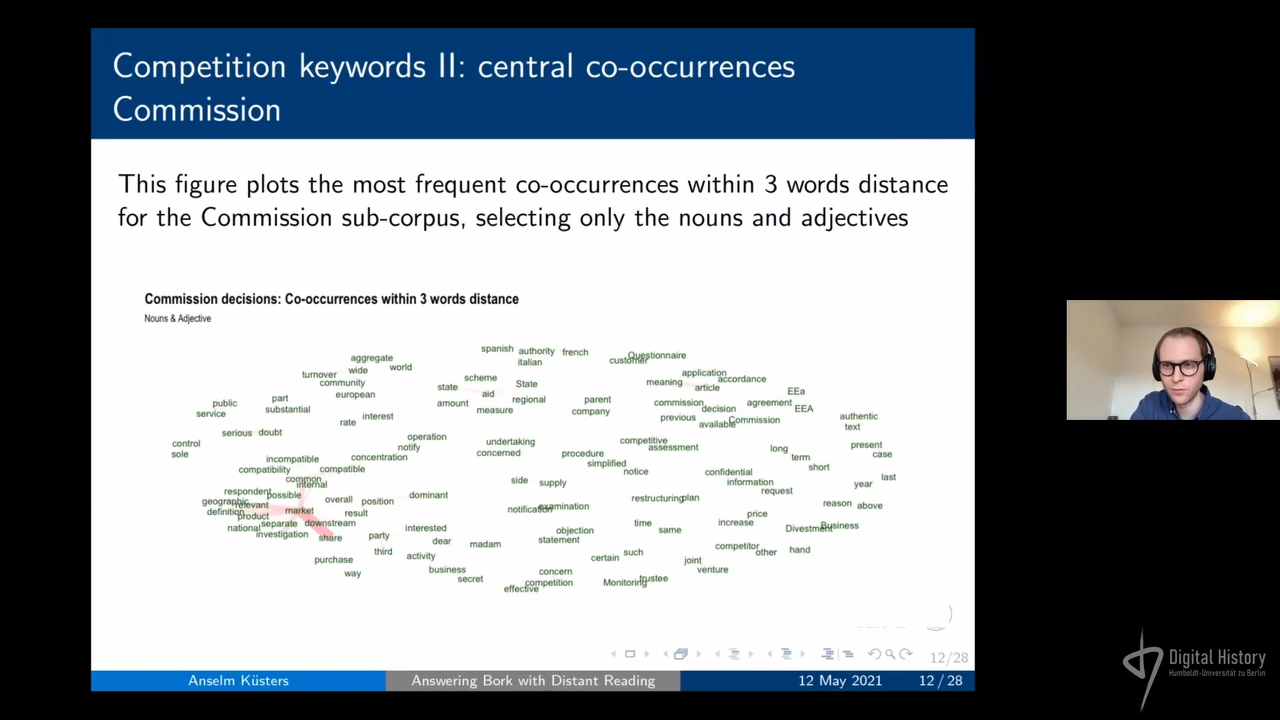 Competition keywords II: central co-occurrences
Commission
This figure plots the most frequent co-occurrences within 3 words distance
for the Commission sub-corpus, selecting only the nouns and adjectives
Commission decisions: Co-occurrences within 3 words distance
Nouns & Adjective
spanish authority french
italian
customer Questionnaire
aggregate
wide world
turnover
community
european
scheme
state State
aid
amount regional
measure
parent
company
application
meaning accordance
article
EEa
commission agreement EEA
decision
previous Commission
available
authentic
text
public part
service substantial
interest
rate
serious doubt
control
sole
operation
notify
undertaking
concerned
competitive
assessment
procedure
simplified
notice
long
term
short
present
case
incompatible concentration
compatibility compatible
common
internal
side supply
confidential
information
request
last
year
respondent possible
geographic relevant
definition product
market
overall position dominant
result
national separate downstream
investigation share
notification examination
restructuring plan
reason above
price
increase
time same
Divestment Business
party interested
third
dear madam
activity
objection
statement
certain such
competitor other hand
joint
venture
purchase
way
business
secret
concern
competition
effective
Monitoring trustee
12/28
Anselm Küsters Answering Bork with Distant Reading 12 May 2021 12 / 28
Digital History
Humboldt-Universität zu Berlin